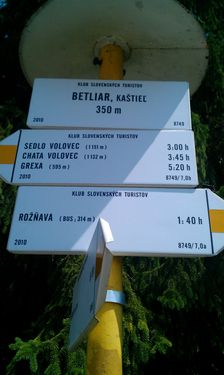 KLUB SLOVENSKÝCH TURISTOV
BETLIAR, KAŠTIEĽ
350 m
2010 8749
KLUB SLOVENSKÝCH TURISTOV
SEDLO VOLOVEC (1151 m) 3:00 h
CHATA VOLOVEC (1132 m) 3:45 h
GREXA (595 m) 5:20 h
2010 8749/7,0b
KLUB SLOVENSKÝCH TURISTOV
ROŽŇAVA (BUS; 314 m) 1:40 h
2010 8749/7,0a